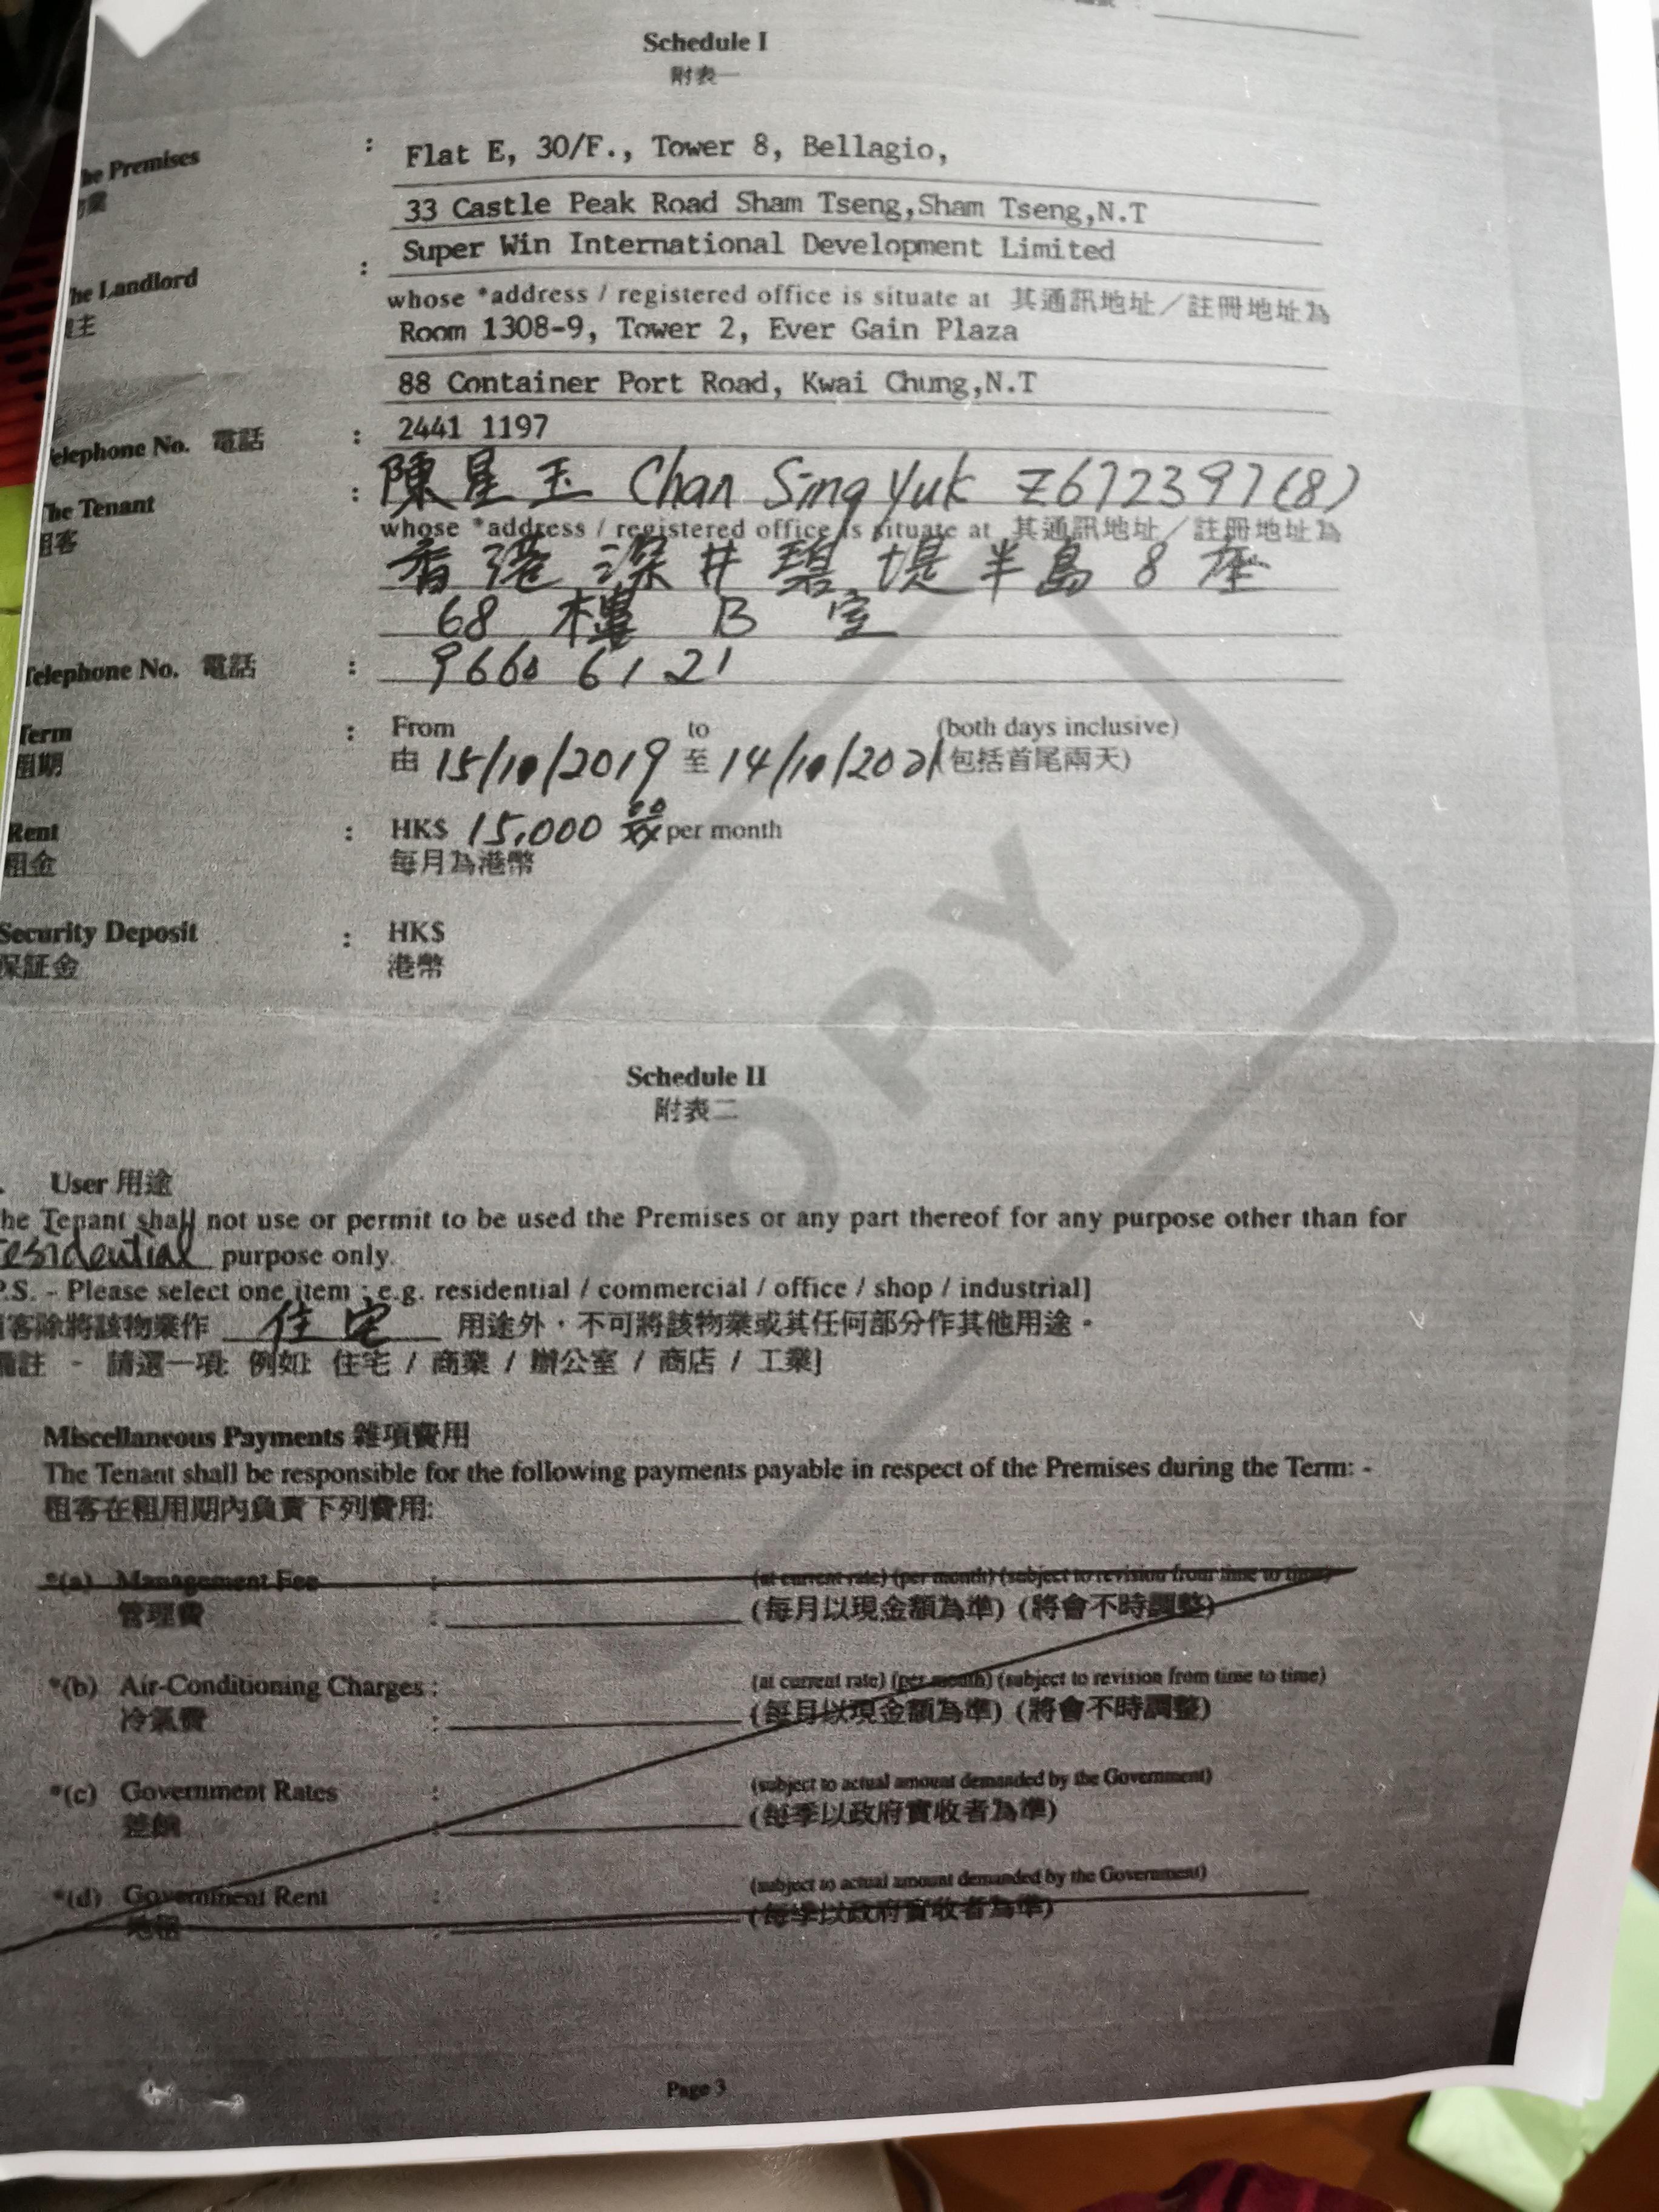 Schedule I
附表一
he Premises : Flat E, 30/F., Tower 8, Bellagio,
業
33 Castle Peak Road Sham Tseng,Sham Tseng,N.T
Super Win International Development Limited
he Landlord :
主
whose *address / registered office is situate at 其通訊地址／註冊地址為
Room 1308-9, Tower 2, Ever Gain Plaza
88 Container Port Road, Kwai Chung,N.T
elephone No. 電話 : 2441 1197
he Tenant : 陳星玉 Chan Sing Yuk Z672397(8)
租客
whose *address / registered office is situate at 其通訊地址／註冊地址為
香港深井碧堤半島8座
68樓 B 室
Telephone No. 電話 : 9660 6121
Term : From to (both days inclusive)
租期 由 15/10/2019 至 14/10/2021 (包括首尾兩天)
Rent : HK$ 15,000 per month
租金 每月為港幣
Security Deposit : HK$
保証金 港幣
Schedule II
附表二
. User 用途
he Tenant shall not use or permit to be used the Premises or any part thereof for any purpose other than for
residential purpose only.
P.S. - Please select one item : e.g. residential / commercial / office / shop / industrial]
客除將該物業作 住宅 用途外，不可將該物業或其任何部分作其他用途。
備註 - 請選一項: 例如: 住宅 / 商業 / 辦公室 / 商店 / 工業]
Miscellaneous Payments 雜項費用
The Tenant shall be responsible for the following payments payable in respect of the Premises during the Term: -
租客在租用期內負責下列費用:
*(a) Management Fee : (at current rate) (per month) (subject to revision from time to time)
管理費 : (每月以現金額為準) (將會不時調整)
*(b) Air-Conditioning Charges : (at current rate) (per month) (subject to revision from time to time)
冷氣費 : (每月以現金額為準) (將會不時調整)
*(c) Government Rates : (subject to actual amount demanded by the Government)
差餉 : (每季以政府實收者為準)
*(d) Government Rent : (subject to actual amount demanded by the Government)
地租 : (每季以政府實收者為準)
Page 3
OPY